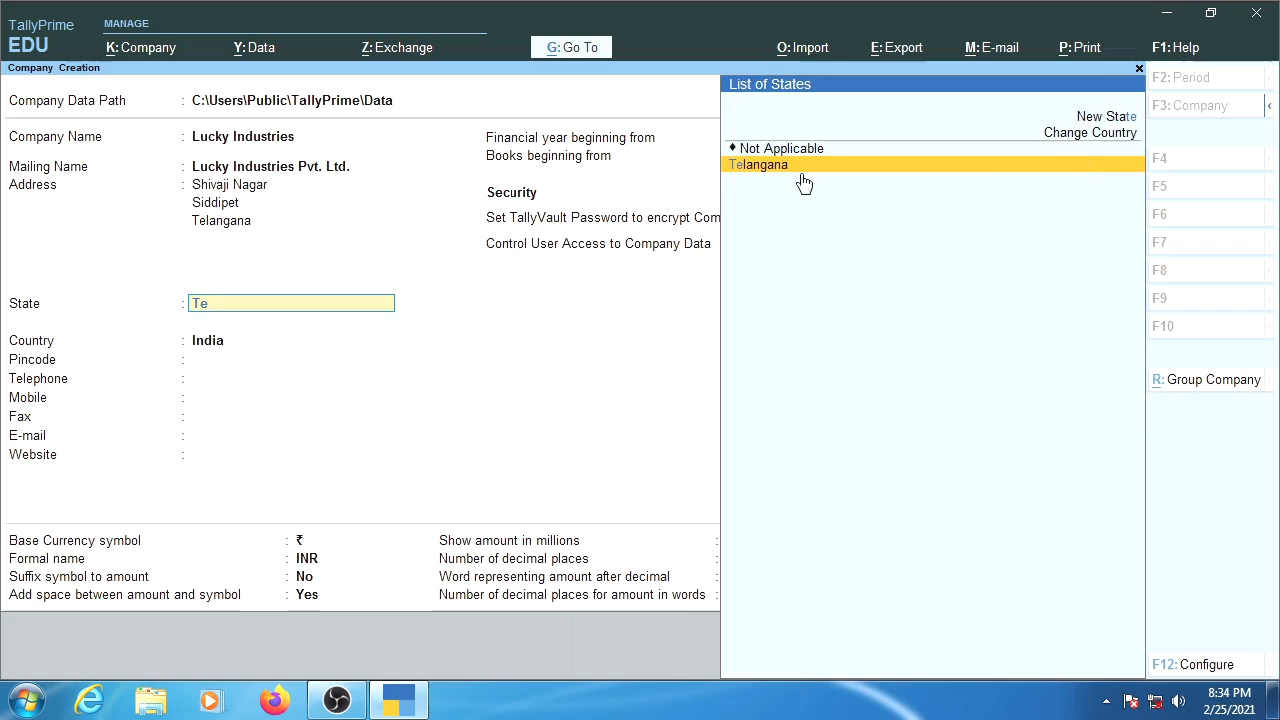 TallyPrime
EDU
MANAGE
K: Company
Y: Data
Z: Exchange
G: Go To
O: Import
E: Export
M: E-mail
P: Print
F1: Help
Company Creation
Company Data Path : C:\Users\Public\TallyPrime\Data
Company Name : Lucky Industries
Mailing Name : Lucky Industries Pvt. Ltd.
Address : Shivaji Nagar
Siddipet
Telangana
State : Te
Country : India
Pincode :
Telephone :
Mobile :
Fax :
E-mail :
Website :
Financial year beginning from
Books beginning from
Security
Set TallyVault Password to encrypt Com
Control User Access to Company Data
Base Currency symbol : ₹
Formal name : INR
Suffix symbol to amount : No
Add space between amount and symbol : Yes
Show amount in millions :
Number of decimal places :
Word representing amount after decimal :
Number of decimal places for amount in words :
List of States
New State
Change Country
♦ Not Applicable
Telangana
F2: Period
F3: Company
F4
F5
F6
F7
F8
F9
F10
R: Group Company
F12: Configure
8:34 PM
2/25/2021